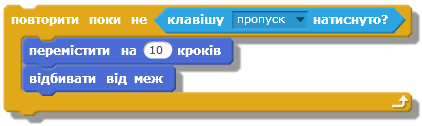 повторити поки не клавішу пропуск натиснуто?
перемістити на 10 кроків
відбивати від меж